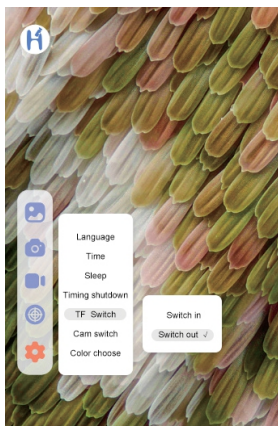 H
Language
Time
Sleep
Timing shutdown
TF Switch
Cam switch
Color choose
Switch in
Switch out √